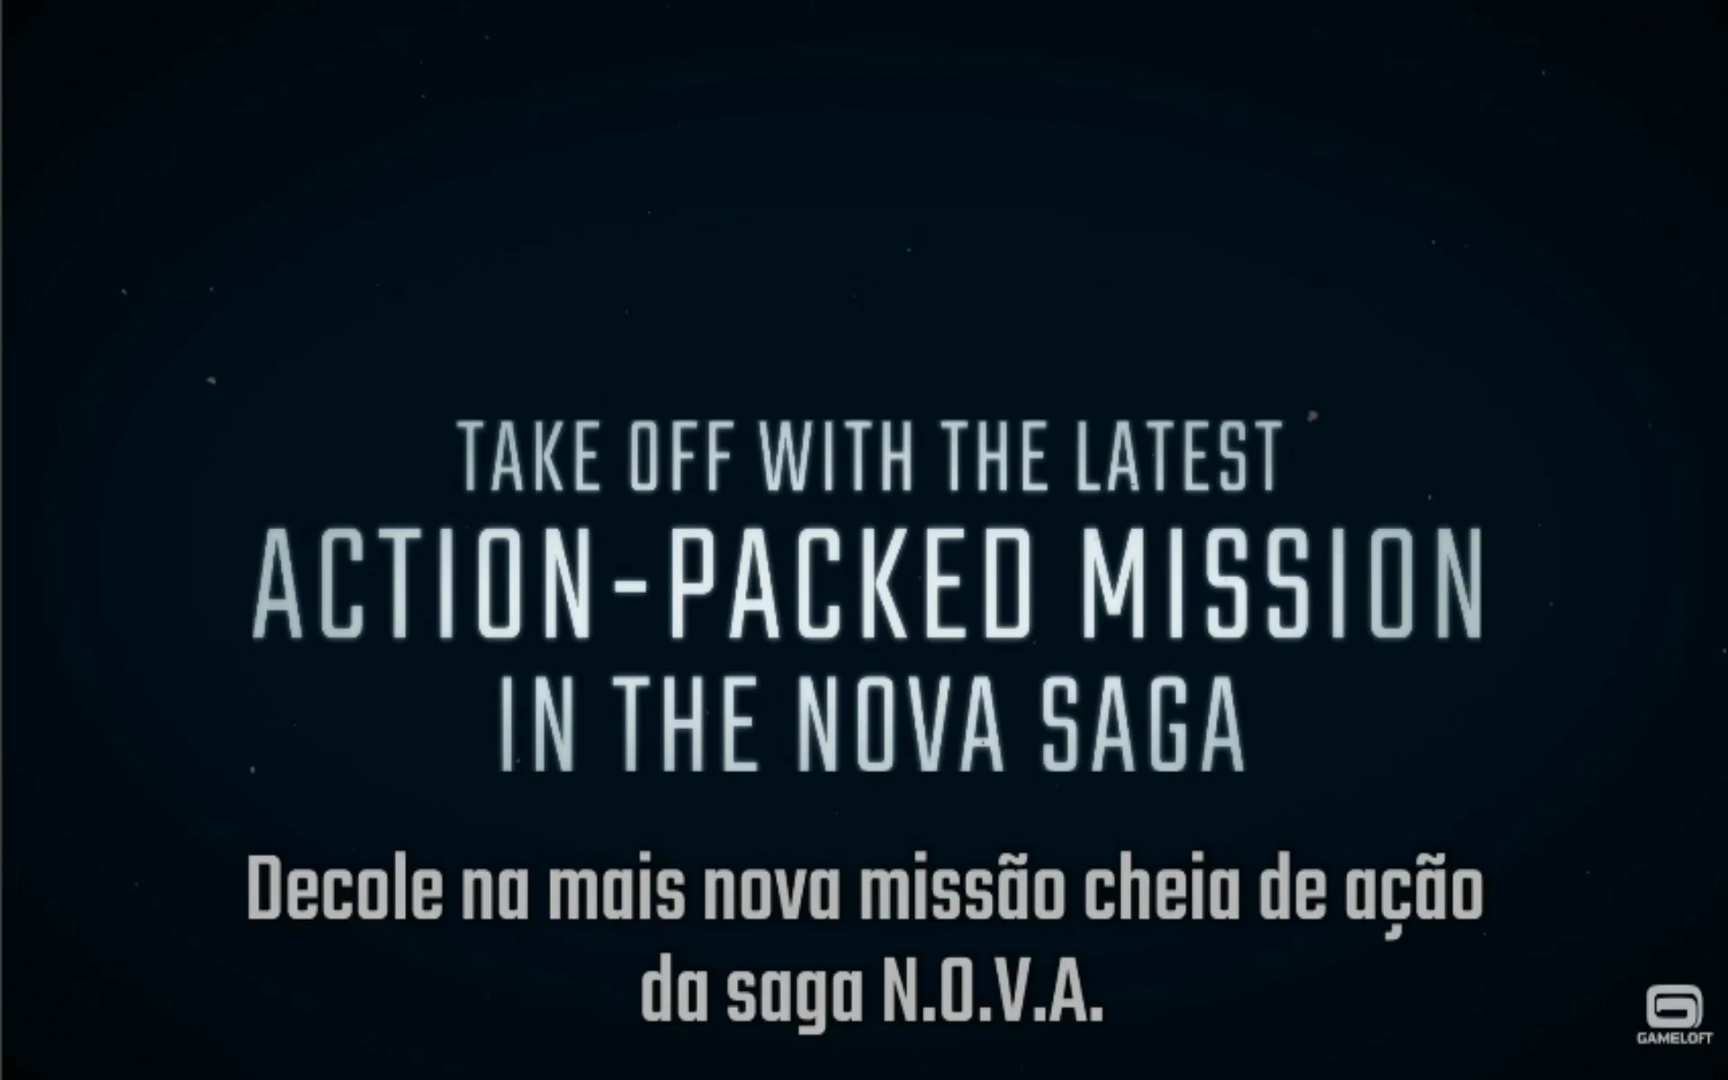 TAKE OFF WITH THE LATEST
ACTION-PACKED MISSION
IN THE NOVA SAGA
Decole na mais nova missão cheia de ação
da saga N.O.V.A.
GAMELOFT